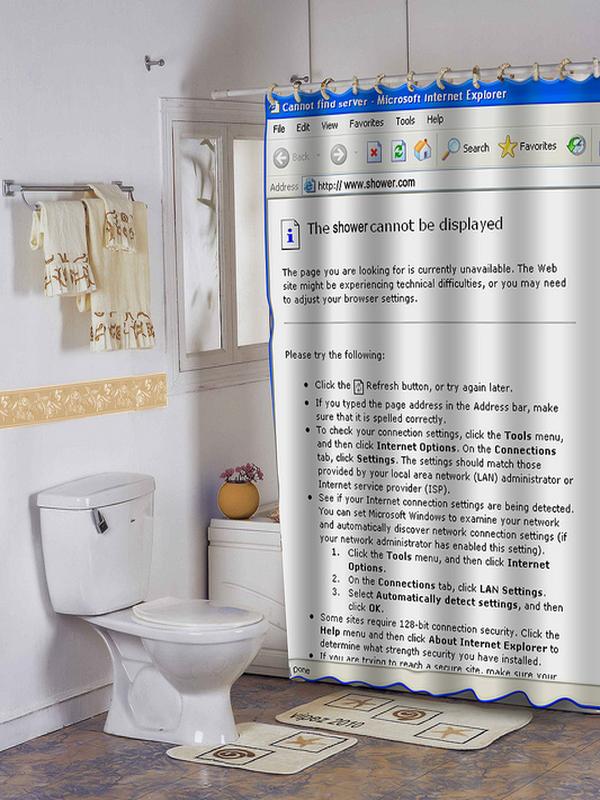 Cannot find server - Microsoft Internet Explorer
File Edit View Favorites Tools Help
Back Search Favorites
Address http:// www.shower.com
The shower cannot be displayed
The page you are looking for is currently unavailable. The Web
site might be experiencing technical difficulties, or you may need
to adjust your browser settings.
Please try the following:
• Click the Refresh button, or try again later.
• If you typed the page address in the Address bar, make
sure that it is spelled correctly.
• To check your connection settings, click the Tools menu,
and then click Internet Options. On the Connections
tab, click Settings. The settings should match those
provided by your local area network (LAN) administrator or
Internet service provider (ISP).
• See if your Internet connection settings are being detected.
You can set Microsoft Windows to examine your network
and automatically discover network connection settings (if
your network administrator has enabled this setting).
1. Click the Tools menu, and then click Internet
Options.
2. On the Connections tab, click LAN Settings.
3. Select Automatically detect settings, and then
click OK.
• Some sites require 128-bit connection security. Click the
Help menu and then click About Internet Explorer to
determine what strength security you have installed.
• If you are trying to reach a secure site, make sure your
Done
vipez 2010